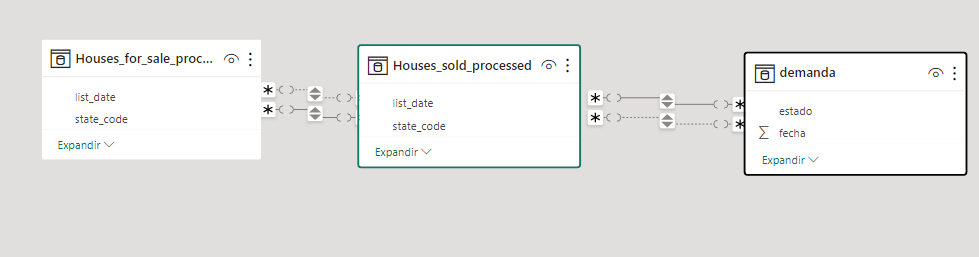 Houses_for_sale_proc...
list_date
state_code
Expandir
Houses_sold_processed
list_date
state_code
Expandir
demanda
estado
Σ fecha
Expandir